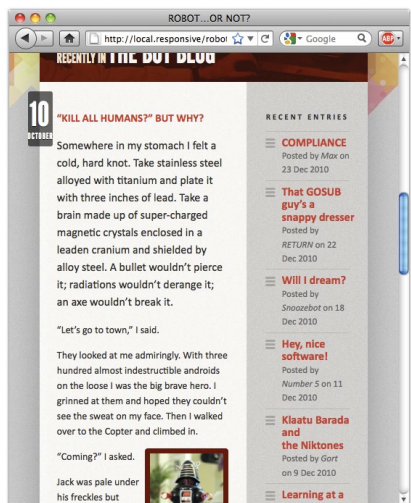 ROBOT...OR NOT?
http://local.responsive/robot
Google
ABP
RECENTLY IN THE BOT BLOG
10
OCTOBER
“KILL ALL HUMANS?” BUT WHY?
Somewhere in my stomach I felt a
cold, hard knot. Take stainless steel
alloyed with titanium and plate it
with three inches of lead. Take a
brain made up of super-charged
magnetic crystals enclosed in a
leaden cranium and shielded by
alloy steel. A bullet wouldn’t pierce
it; radiations wouldn’t derange it;
an axe wouldn’t break it.
“Let’s go to town,” I said.
They looked at me admiringly. With three
hundred almost indestructible androids
on the loose I was the big brave hero. I
grinned at them and hoped they couldn’t
see the sweat on my face. Then I walked
over to the Copter and climbed in.
“Coming?” I asked.
Jack was pale under
his freckles but
RECENT ENTRIES
COMPLIANCE
Posted by Max on
23 Dec 2010
That GOSUB
guy’s a
snappy dresser
Posted by
RETURN on 22
Dec 2010
Will I dream?
Posted by
Snoozebot on 18
Dec 2010
Hey, nice
software!
Posted by
Number 5 on 11
Dec 2010
Klaatu Barada
and
the Niktones
Posted by Gort
on 9 Dec 2010
Learning at a